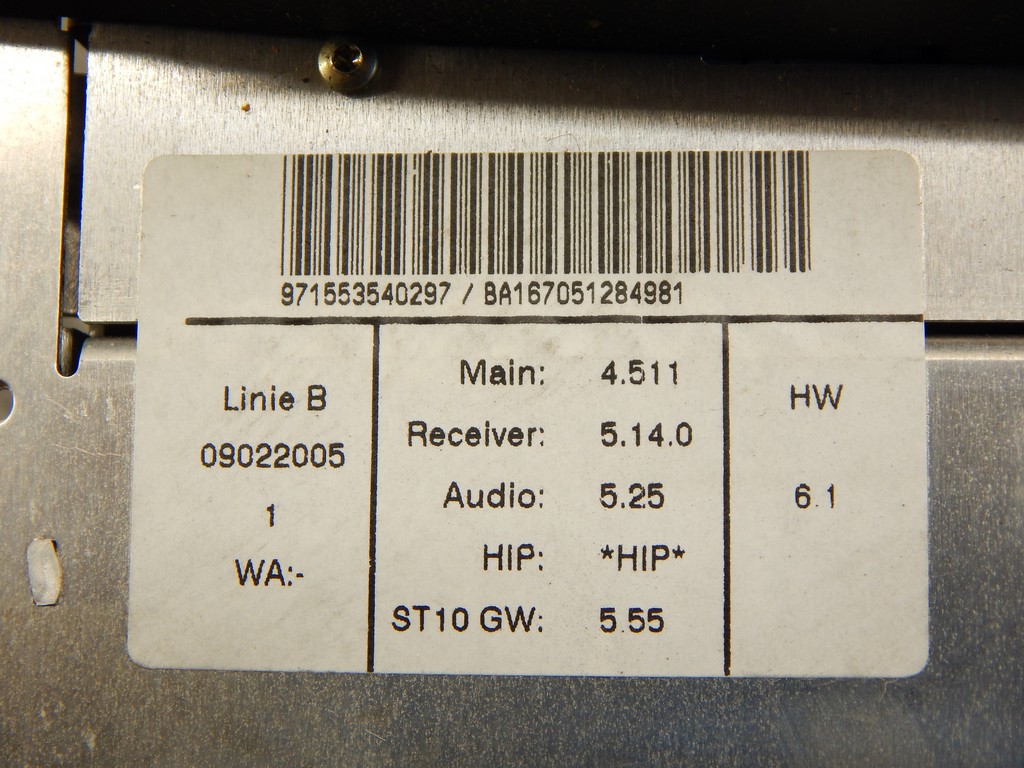 971553540297 / BA167051284981
Linie B
09022005
1
WA:-
Main: 4.511
Receiver: 5.14.0
Audio: 5.25
HIP: *HIP*
ST10 GW: 5.55
HW
6.1